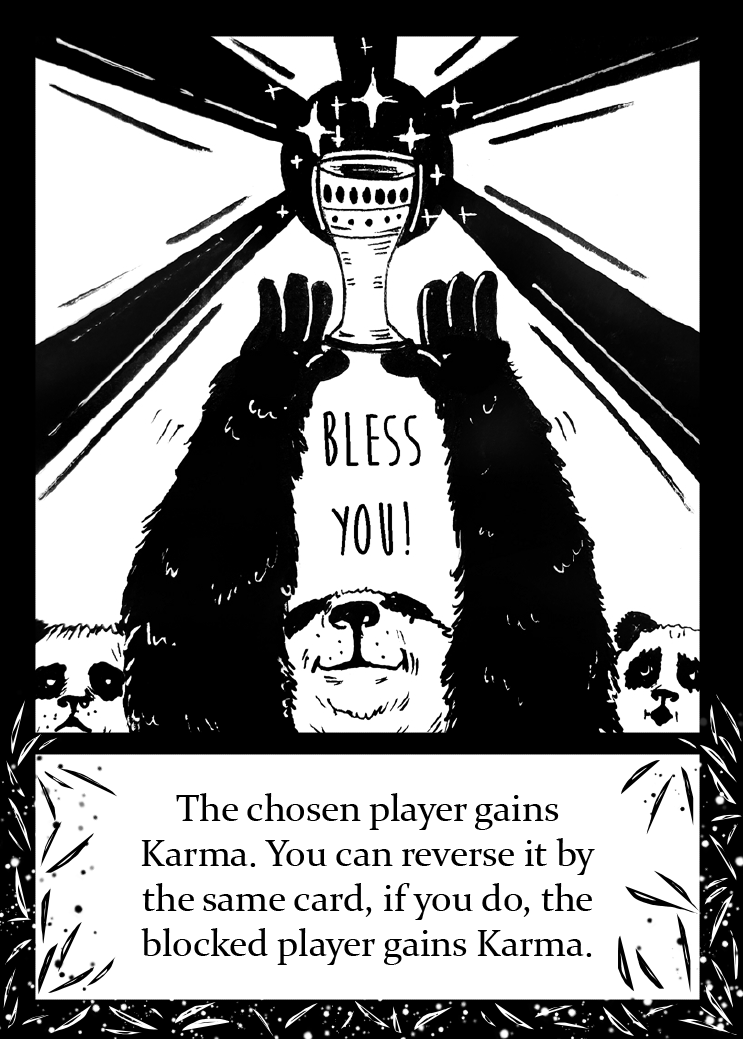 BLESS
YOU!
The chosen player gains
Karma. You can reverse it by
the same card, if you do, the
blocked player gains Karma.